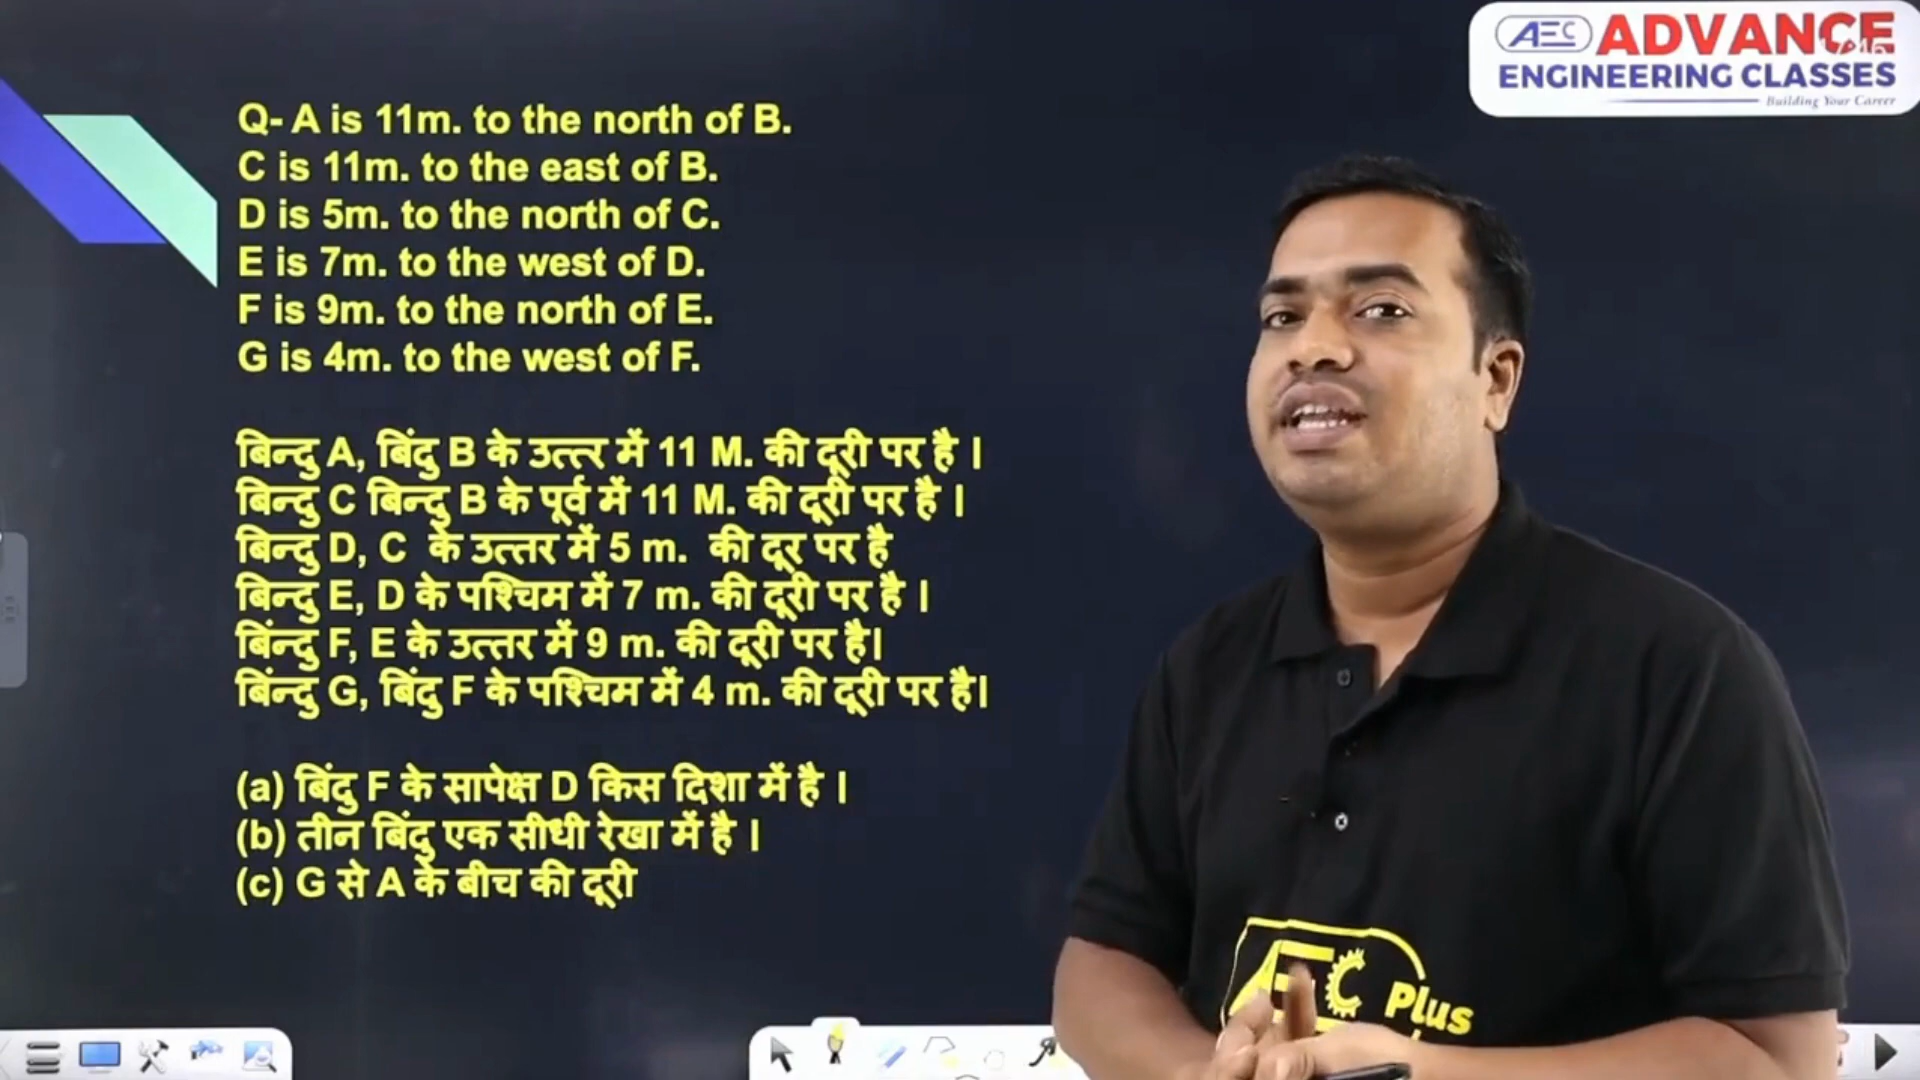 AEC ADVANCE
ENGINEERING CLASSES
Building Your Career
Q- A is 11m. to the north of B.
C is 11m. to the east of B.
D is 5m. to the north of C.
E is 7m. to the west of D.
F is 9m. to the north of E.
G is 4m. to the west of F.
बिन्दु A, बिंदु B के उत्त्र में 11 M. की दूरी पर है ।
बिन्दु C बिन्दु B के पूर्व में 11 M. की दूरी पर है ।
बिन्दु D, C के उत्तर में 5 m. की दूर पर है
बिन्दु E, D के पश्चिम में 7 m. की दूरी पर है ।
बिंन्दु F, E के उत्तर में 9 m. की दूरी पर है।
बिंन्दु G, बिंदु F के पश्चिम में 4 m. की दूरी पर है।
(a) बिंदु F के सापेक्ष D किस दिशा में है ।
(b) तीन बिंदु एक सीधी रेखा में है ।
(c) G से A के बीच की दूरी
AEC Plus